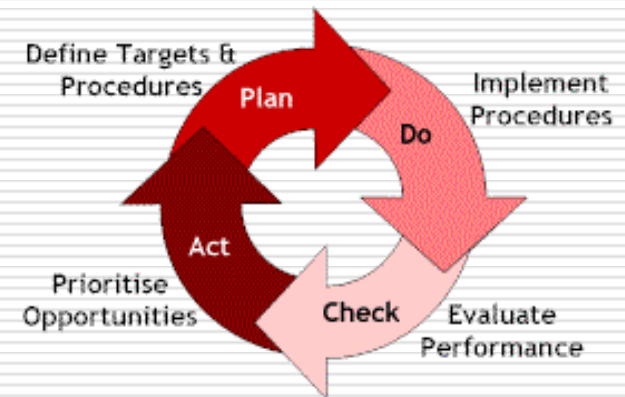 Define Targets &
Procedures
Plan
Implement
Procedures
Do
Act
Prioritise
Opportunities
Check
Evaluate
Performance